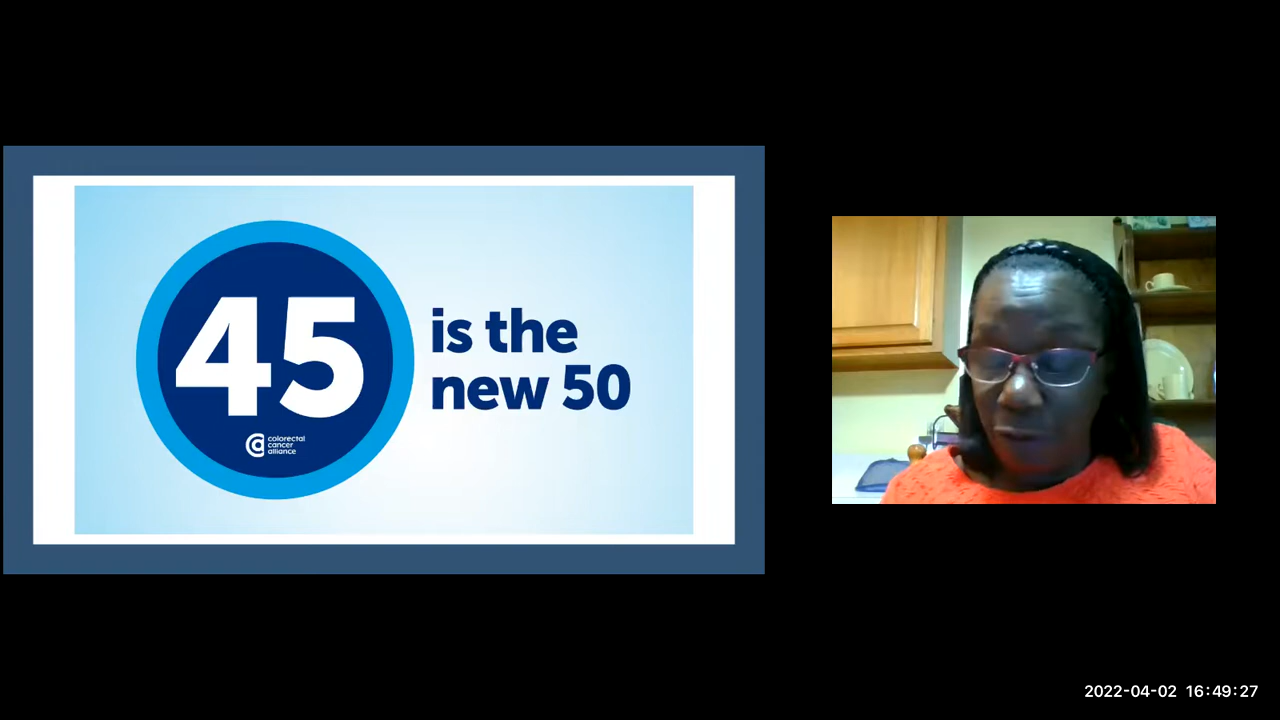 45
is the
new 50
colorectal
cancer
alliance
2022-04-02 16:49:27